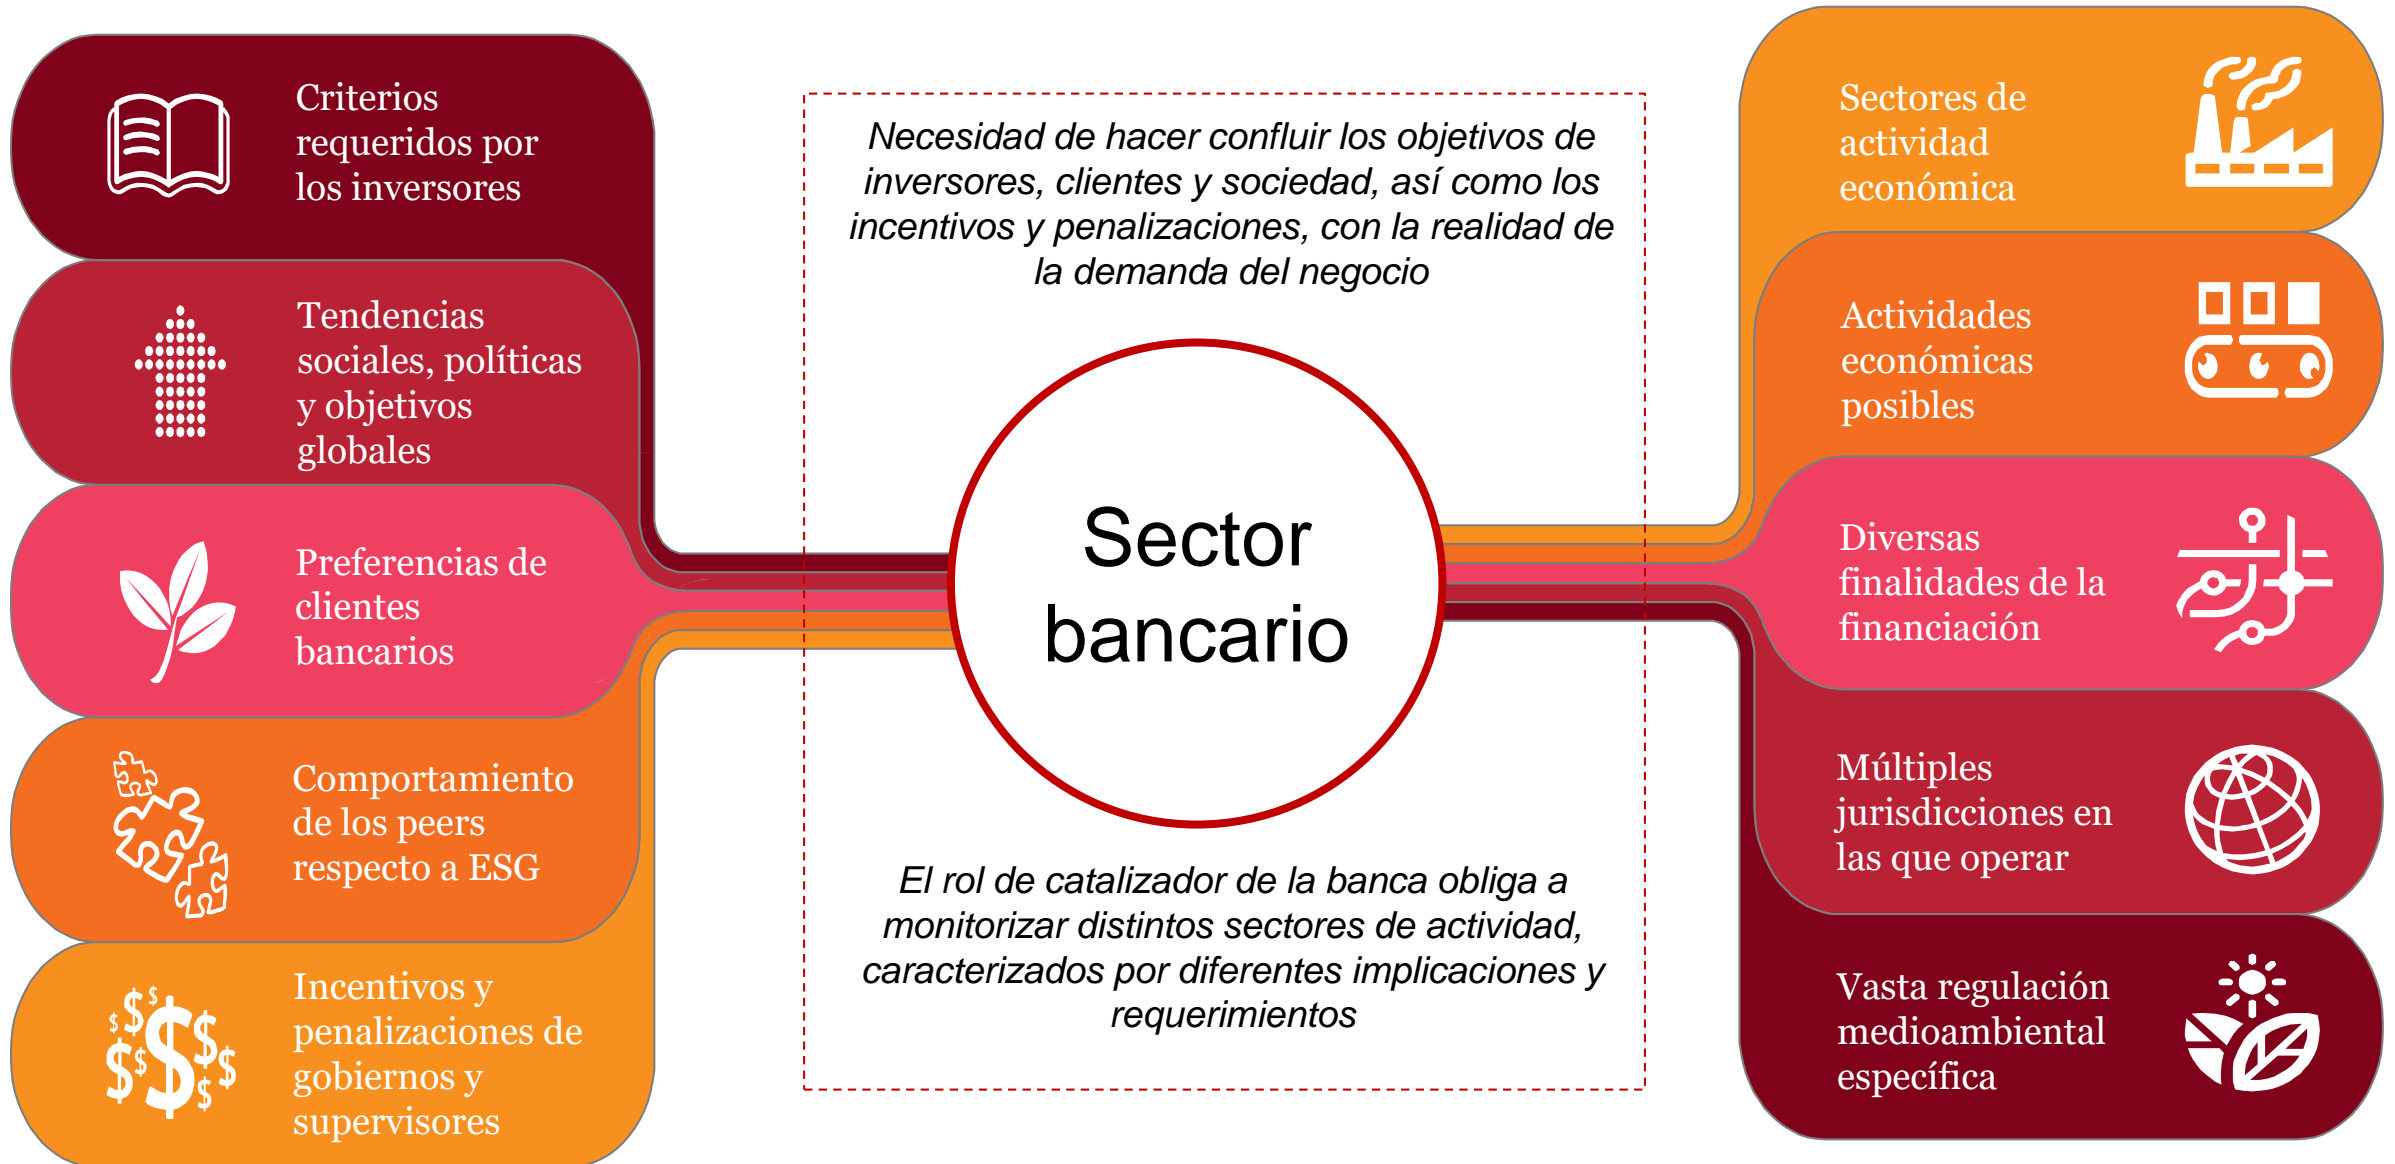 Criterios
requeridos por
los inversores
Tendencias
sociales, políticas
y objetivos
globales
Preferencias de
clientes
bancarios
Comportamiento
de los peers
respecto a ESG
Incentivos y
penalizaciones de
gobiernos y
supervisores
Necesidad de hacer confluir los objetivos de
inversores, clientes y sociedad, así como los
incentivos y penalizaciones, con la realidad de
la demanda del negocio
Sector
bancario
El rol de catalizador de la banca obliga a
monitorizar distintos sectores de actividad,
caracterizados por diferentes implicaciones y
requerimientos
Sectores de
actividad
económica
Actividades
económicas
posibles
Diversas
finalidades de la
financiación
Múltiples
jurisdicciones en
las que operar
Vasta regulación
medioambiental
específica